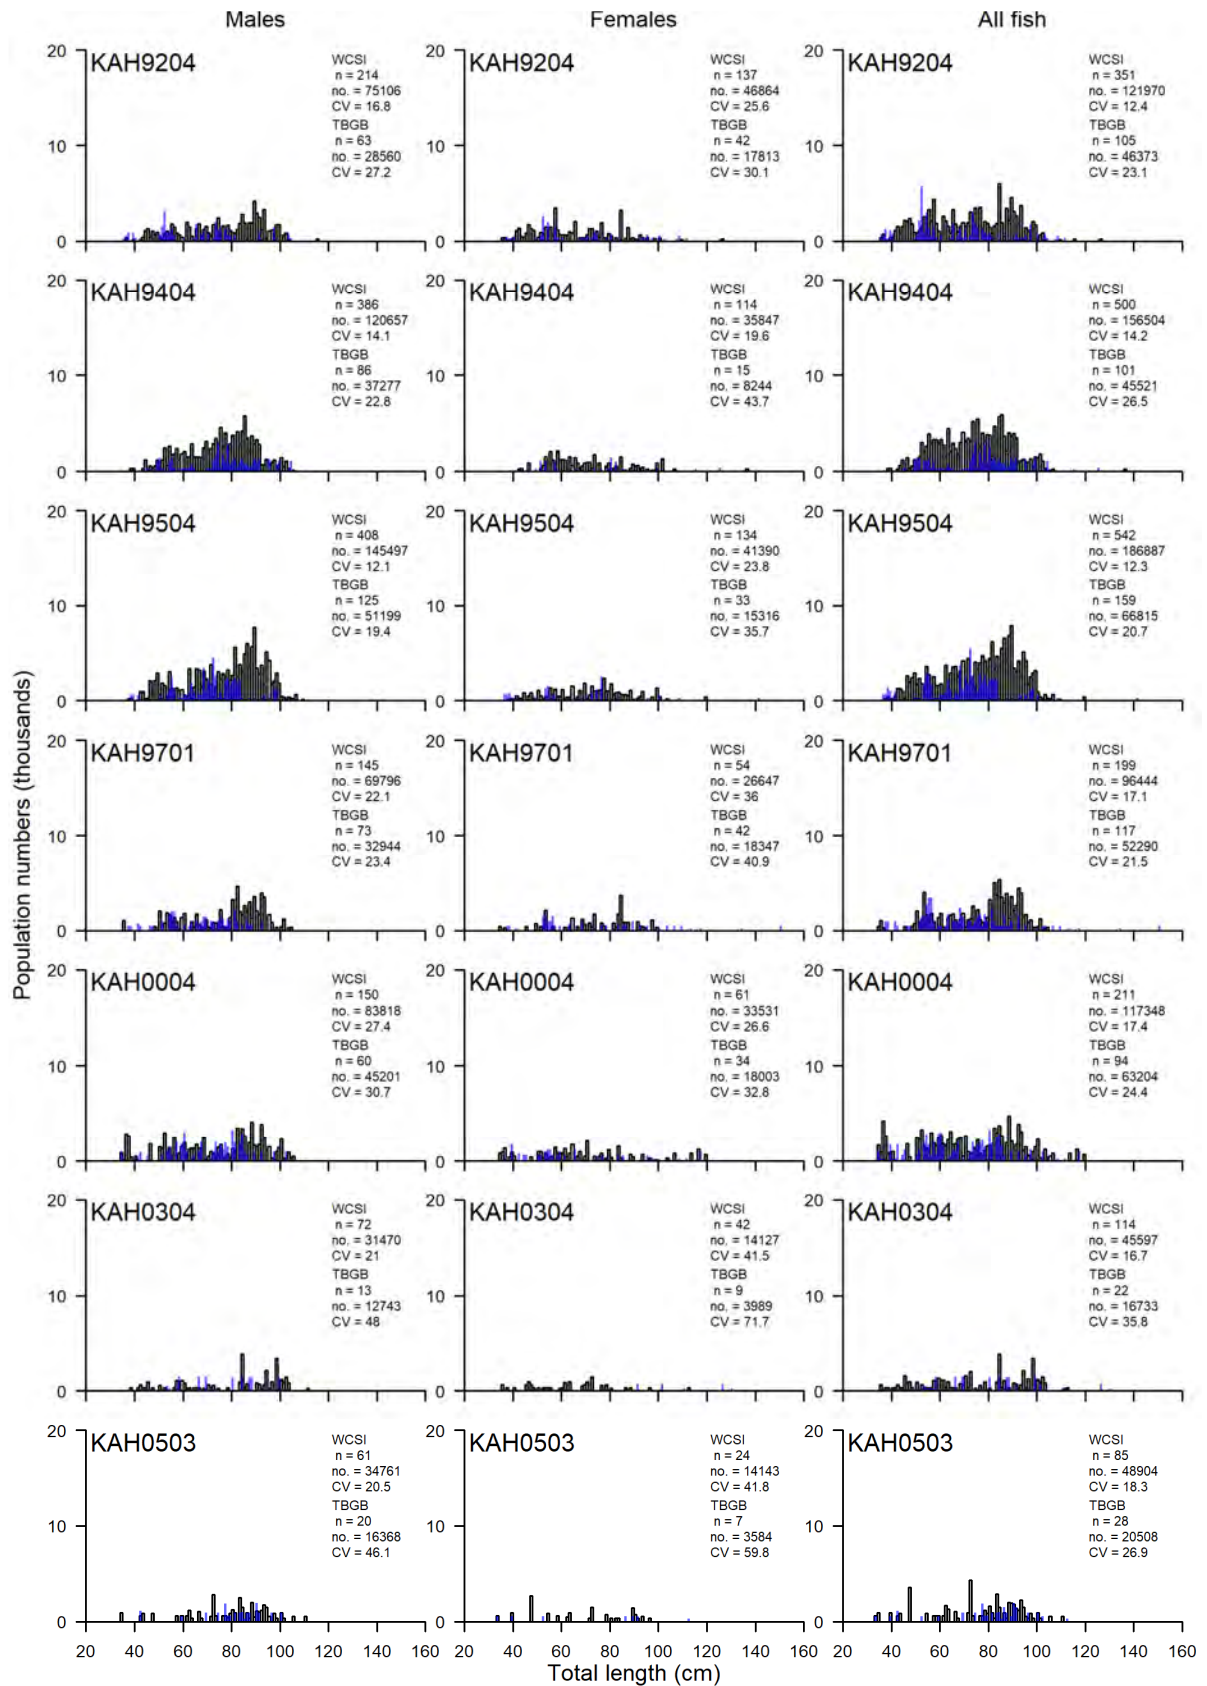 Males Females All fish
Population numbers (thousands)
20
10
0
KAH9204
WCSI
n = 214
no. = 75106
CV = 16.8
TBGB
n = 63
no. = 28560
CV = 27.2
20
10
0
KAH9204
WCSI
n = 137
no. = 46864
CV = 25.6
TBGB
n = 42
no. = 17813
CV = 30.1
20
10
0
KAH9204
WCSI
n = 351
no. = 121970
CV = 12.4
TBGB
n = 105
no. = 46373
CV = 23.1
20
10
0
KAH9404
WCSI
n = 386
no. = 120657
CV = 14.1
TBGB
n = 86
no. = 37277
CV = 22.8
20
10
0
KAH9404
WCSI
n = 114
no. = 35847
CV = 19.6
TBGB
n = 15
no. = 8244
CV = 43.7
20
10
0
KAH9404
WCSI
n = 500
no. = 156504
CV = 14.2
TBGB
n = 101
no. = 45521
CV = 26.5
20
10
0
KAH9504
WCSI
n = 408
no. = 145497
CV = 12.1
TBGB
n = 125
no. = 51199
CV = 19.4
20
10
0
KAH9504
WCSI
n = 134
no. = 41390
CV = 23.8
TBGB
n = 33
no. = 15316
CV = 35.7
20
10
0
KAH9504
WCSI
n = 542
no. = 186887
CV = 12.3
TBGB
n = 159
no. = 66815
CV = 20.7
20
10
0
KAH9701
WCSI
n = 145
no. = 69796
CV = 22.1
TBGB
n = 73
no. = 32944
CV = 23.4
20
10
0
KAH9701
WCSI
n = 54
no. = 26647
CV = 36
TBGB
n = 42
no. = 18347
CV = 40.9
20
10
0
KAH9701
WCSI
n = 199
no. = 96444
CV = 17.1
TBGB
n = 117
no. = 52290
CV = 21.5
20
10
0
KAH0004
WCSI
n = 150
no. = 83818
CV = 27.4
TBGB
n = 60
no. = 45201
CV = 30.7
20
10
0
KAH0004
WCSI
n = 61
no. = 33531
CV = 26.6
TBGB
n = 34
no. = 18003
CV = 32.8
20
10
0
KAH0004
WCSI
n = 211
no. = 117348
CV = 17.4
TBGB
n = 94
no. = 63204
CV = 24.4
20
10
0
KAH0304
WCSI
n = 72
no. = 31470
CV = 21
TBGB
n = 13
no. = 12743
CV = 48
20
10
0
KAH0304
WCSI
n = 42
no. = 14127
CV = 41.5
TBGB
n = 9
no. = 3989
CV = 71.7
20
10
0
KAH0304
WCSI
n = 114
no. = 45597
CV = 16.7
TBGB
n = 22
no. = 16733
CV = 35.8
20
10
0
KAH0503
WCSI
n = 61
no. = 34761
CV = 20.5
TBGB
n = 20
no. = 16368
CV = 46.1
20
10
0
KAH0503
WCSI
n = 24
no. = 14143
CV = 41.8
TBGB
n = 7
no. = 3584
CV = 59.8
20
10
0
KAH0503
WCSI
n = 85
no. = 48904
CV = 18.3
TBGB
n = 28
no. = 20508
CV = 26.9
20 40 60 80 100 120 140 160 20 40 60 80 100 120 140 160 20 40 60 80 100 120 140 160
Total length (cm)